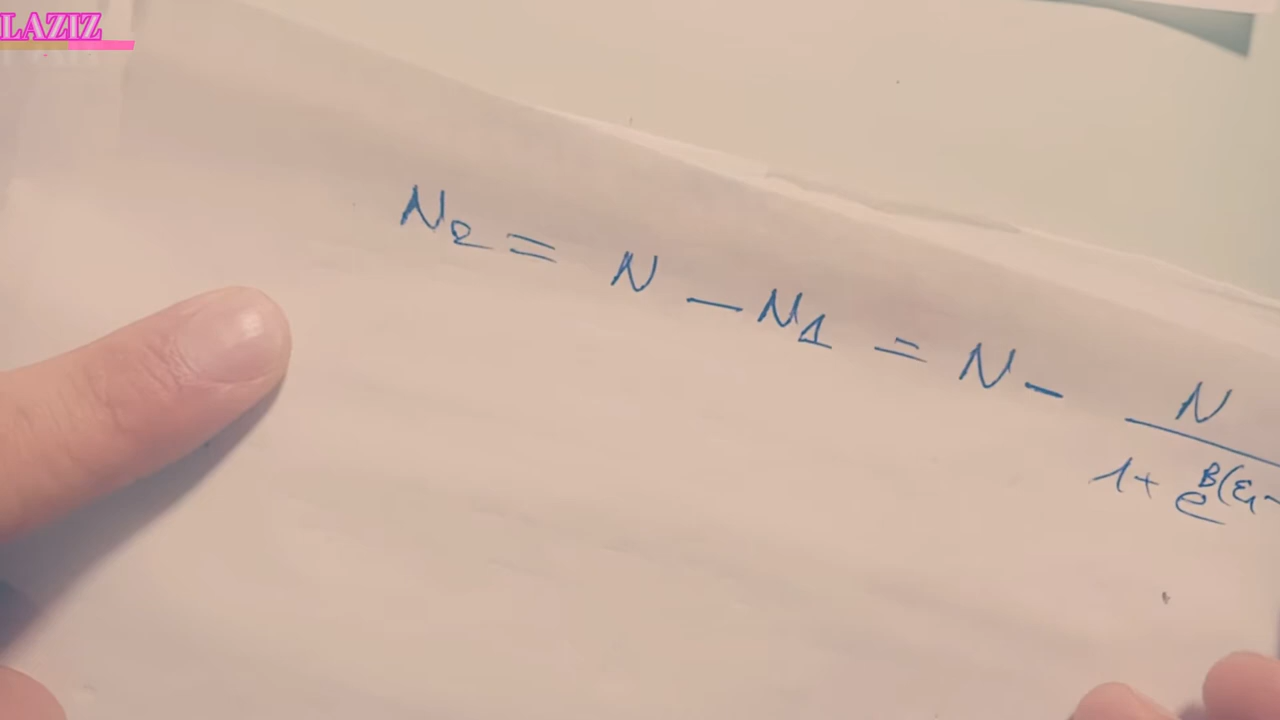 LAZIZ
N₂ = N − N₁ = N − N
1 + e^B(ε₁ −